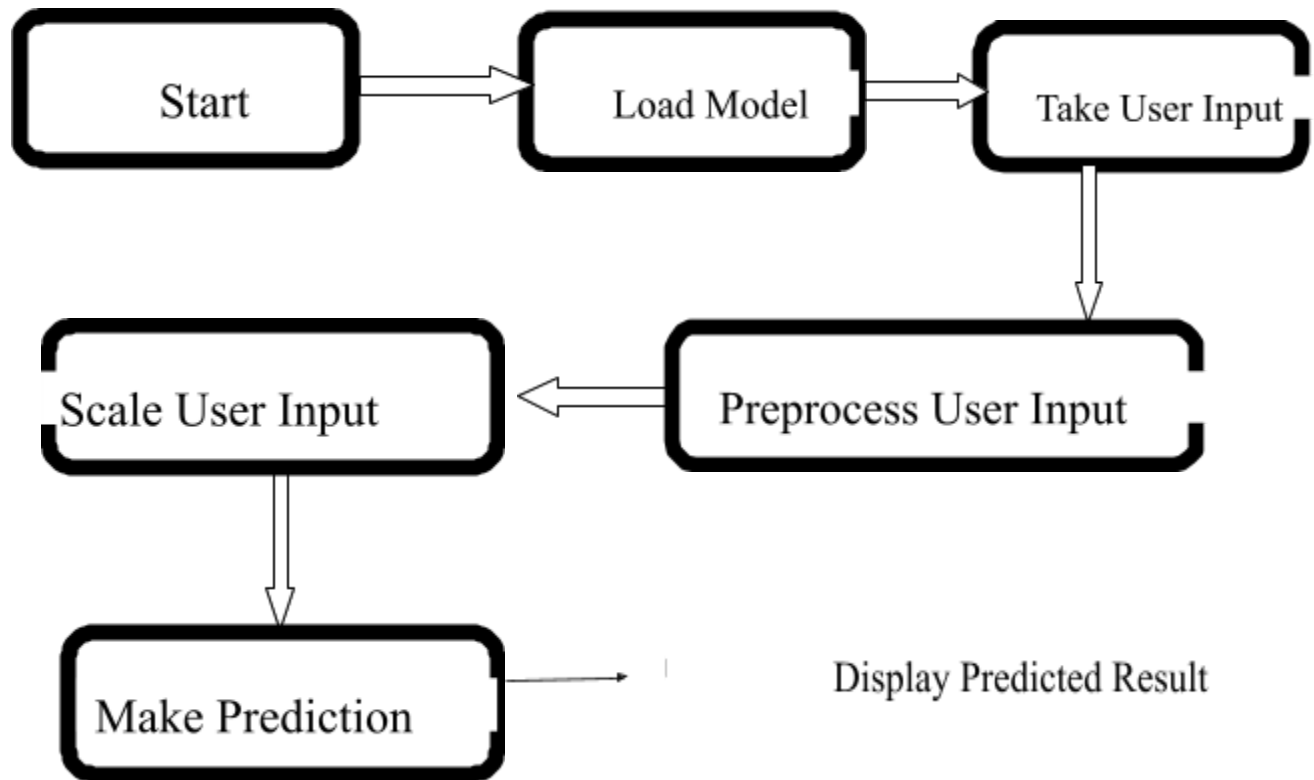 Start
Load Model
Take User Input
Preprocess User Input
Scale User Input
Make Prediction
Display Predicted Result